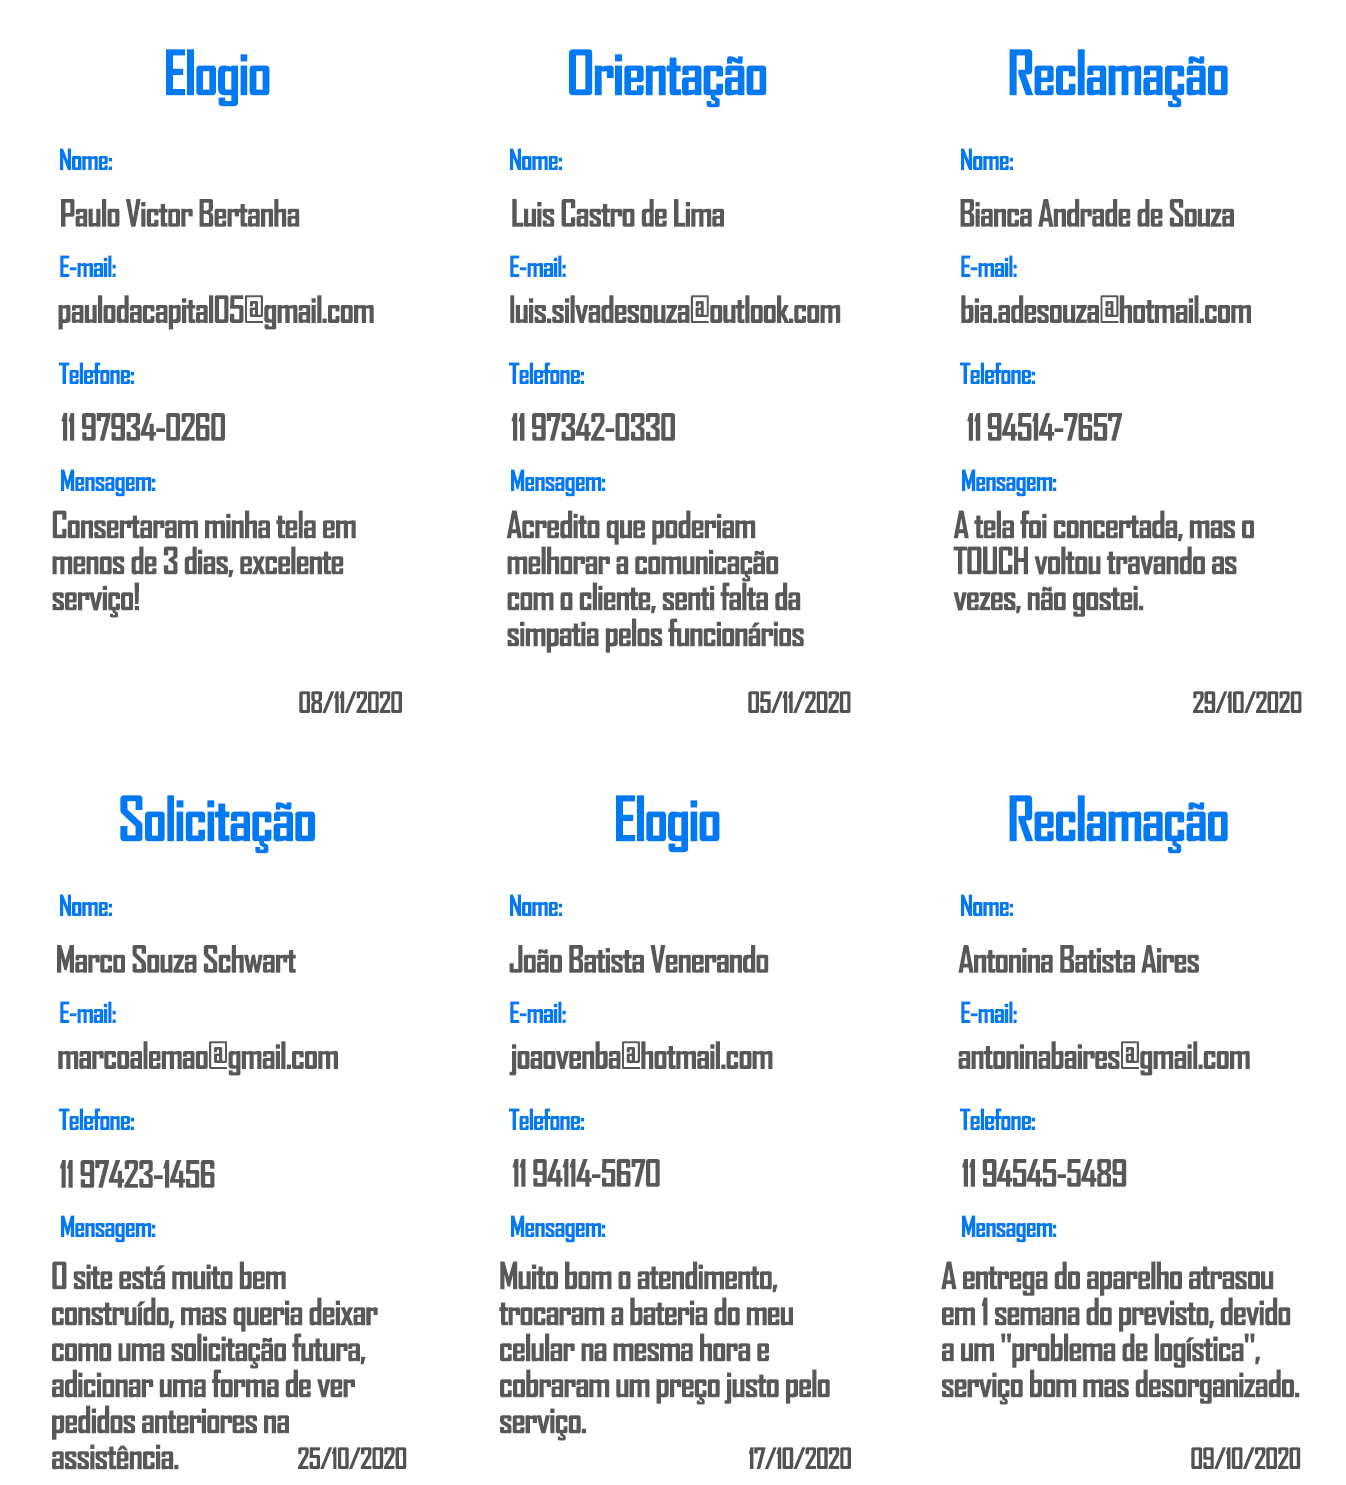 Elogio
Nome:
Paulo Victor Bertanha
E-mail:
paulodacapital05@gmail.com
Telefone:
11 97934-0260
Mensagem:
Consertaram minha tela em
menos de 3 dias, excelente
serviço!
08/11/2020
Orientação
Nome:
Luis Castro de Lima
E-mail:
luis.silvadesouza@outlook.com
Telefone:
11 97342-0330
Mensagem:
Acredito que poderiam
melhorar a comunicação
com o cliente, senti falta da
simpatia pelos funcionários
05/11/2020
Reclamação
Nome:
Bianca Andrade de Souza
E-mail:
bia.adesouza@hotmail.com
Telefone:
11 94514-7657
Mensagem:
A tela foi concertada, mas o
TOUCH voltou travando as
vezes, não gostei.
29/10/2020
Solicitação
Nome:
Marco Souza Schwart
E-mail:
marcoalemao@gmail.com
Telefone:
11 97423-1456
Mensagem:
O site está muito bem
construído, mas queria deixar
como uma solicitação futura,
adicionar uma forma de ver
pedidos anteriores na
assistência.
25/10/2020
Elogio
Nome:
João Batista Venerando
E-mail:
joaovenba@hotmail.com
Telefone:
11 94114-5670
Mensagem:
Muito bom o atendimento,
trocaram a bateria do meu
celular na mesma hora e
cobraram um preço justo pelo
serviço.
17/10/2020
Reclamação
Nome:
Antonina Batista Aires
E-mail:
antoninabaires@gmail.com
Telefone:
11 94545-5489
Mensagem:
A entrega do aparelho atrasou
em 1 semana do previsto, devido
a um "problema de logística",
serviço bom mas desorganizado.
09/10/2020